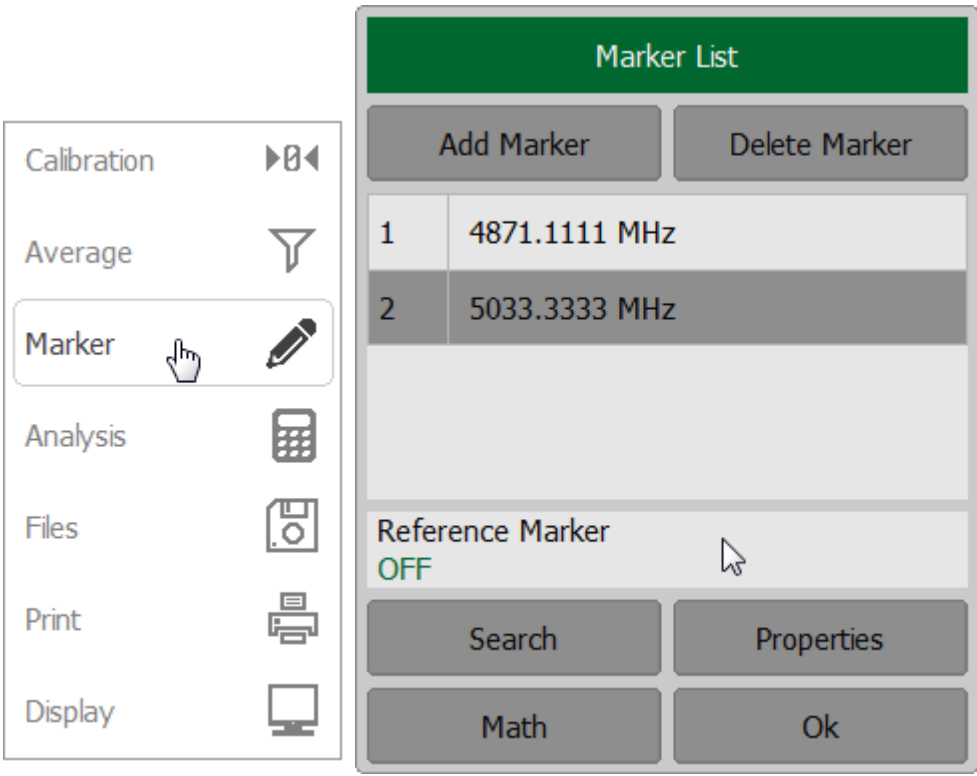 Calibration
Average
Marker
Analysis
Files
Print
Display
Marker List
Add Marker Delete Marker
1 4871.1111 MHz
2 5033.3333 MHz
Reference Marker
OFF
Search Properties
Math Ok